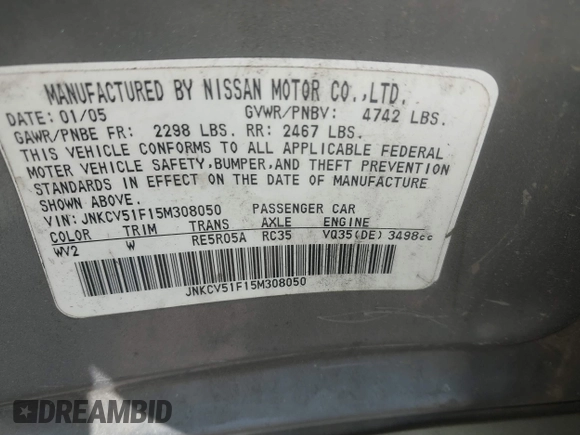 MANUFACTURED BY NISSAN MOTOR CO.,LTD.
DATE: 01/05 GVWR/PNBV: 4742 LBS.
GAWR/PNBE FR: 2298 LBS. RR: 2467 LBS.
THIS VEHICLE CONFORMS TO ALL APPLICABLE FEDERAL
MOTOR VEHICLE SAFETY, BUMPER, AND THEFT PREVENTION
STANDARDS IN EFFECT ON THE DATE OF MANUFACTURE
SHOWN ABOVE.
VIN: JNKCV51F15M308050 PASSENGER CAR
COLOR TRIM TRANS AXLE ENGINE
WV2 W RE5R05A RC35 VQ35(DE) 3498cc
JNKCV51F15M308050
DREAMBID